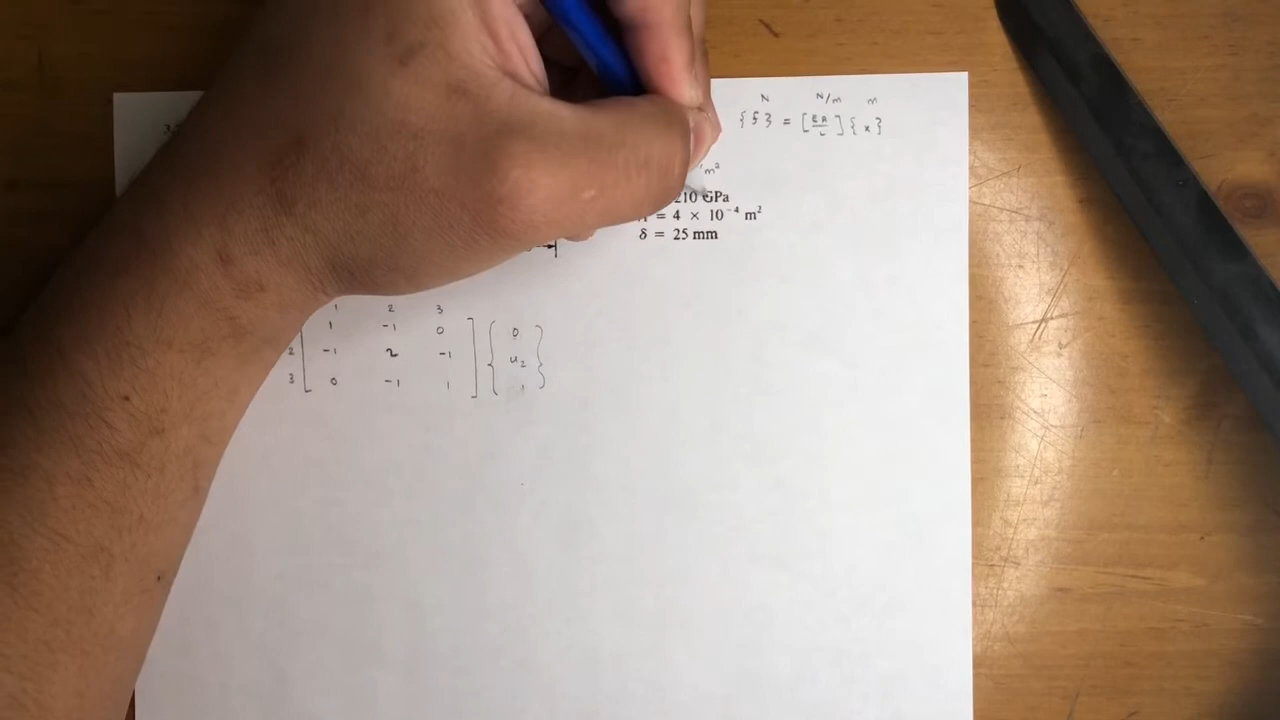 N N/m m
{f} = [EA/L]{x}
/m²
210 GPa
= 4 × 10⁻⁴ m²
δ = 25 mm
1 2 3
1 -1 0 0
2 -1 2 -1 u₂
3 0 -1 1